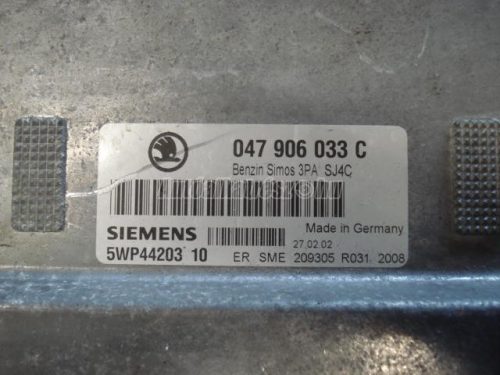 047 906 033 C
Benzin Simos 3PA SJ4C
SIEMENS
Made in Germany
27.02.02
5WP44203 10
ER SME 209305 R031 2008